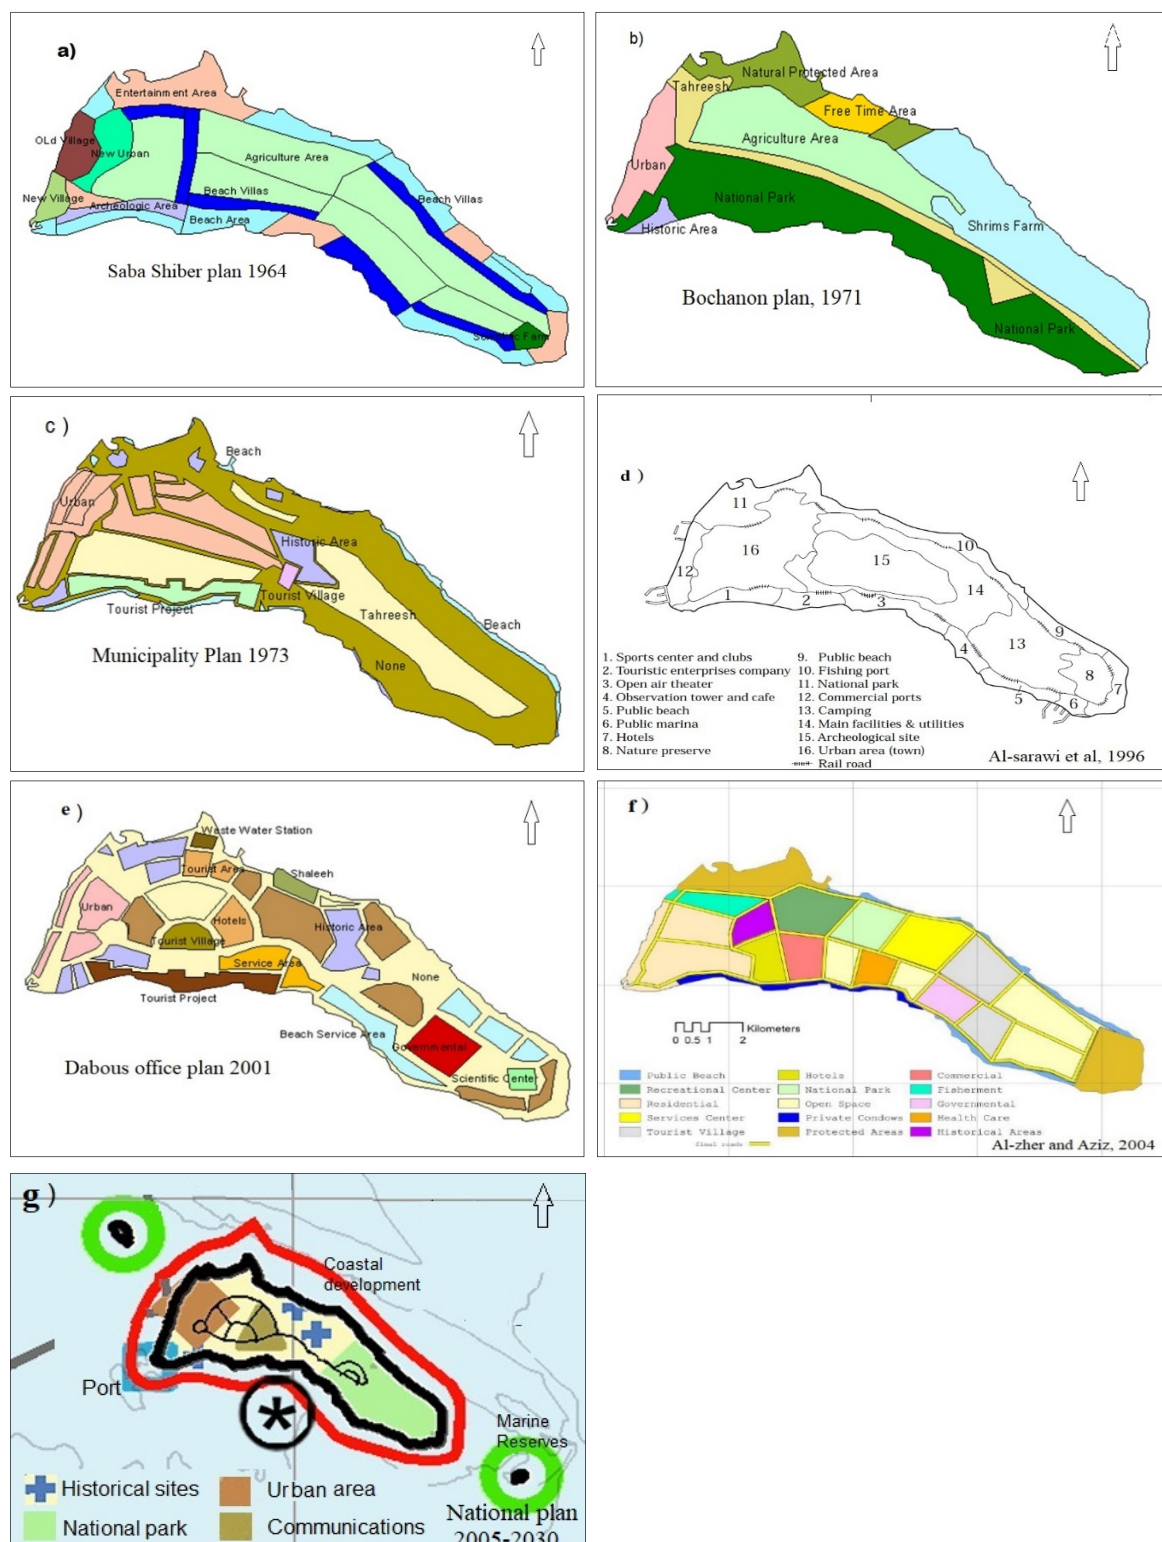 a)
Entertainment Area
OLd Village
New Urban
Agriculture Area
New Village
Beach Villas
Beach Villas
Archeologic Area
Beach Area
Saba Shiber plan 1964
b)
Natural Protected Area
Tahreesh
Free Time Area
Agriculture Area
Urban
National Park
Historic Area
Shrims Farm
Bochanon plan, 1971
National Park
c )
Beach
Urban
Historic Area
Tourist Village
Tourist Project
Tahreesh
Beach
None
Municipality Plan 1973
d )
11
16
10
15
12
14
1
2
3
9
4
13
8
7
5
6
1. Sports center and clubs
2. Touristic enterprises company
3. Open air theater
4. Observation tower and cafe
5. Public beach
6. Public marina
7. Hotels
8. Nature preserve
9. Public beach
10. Fishing port
11. National park
12. Commercial ports
13. Camping
14. Main facilities & utilities
15. Archeological site
16. Urban area (town)
Rail road
Al-sarawi et al, 1996
e )
Waste Water Station
Tourist Area
Shaleeh
Urban
Hotels
Historic Area
Tourist Village
Service Area
None
Tourist Project
Beach Service Area
Governmental
Scientific Center
Dabous office plan 2001
f )
Kilometers
0 0.5 1 2
Public Beach
Recreational Center
Residential
Services Center
Tourist Village
final roads
Hotels
National Park
Open Space
Private Condows
Protected Areas
Commercial
Fisherment
Governmental
Health Care
Historical Areas
Al-zher and Aziz, 2004
g )
Coastal
development
Port
*
Marine
Reserves
Historical sites
Urban area
National park
Communications
National plan
2005-2030